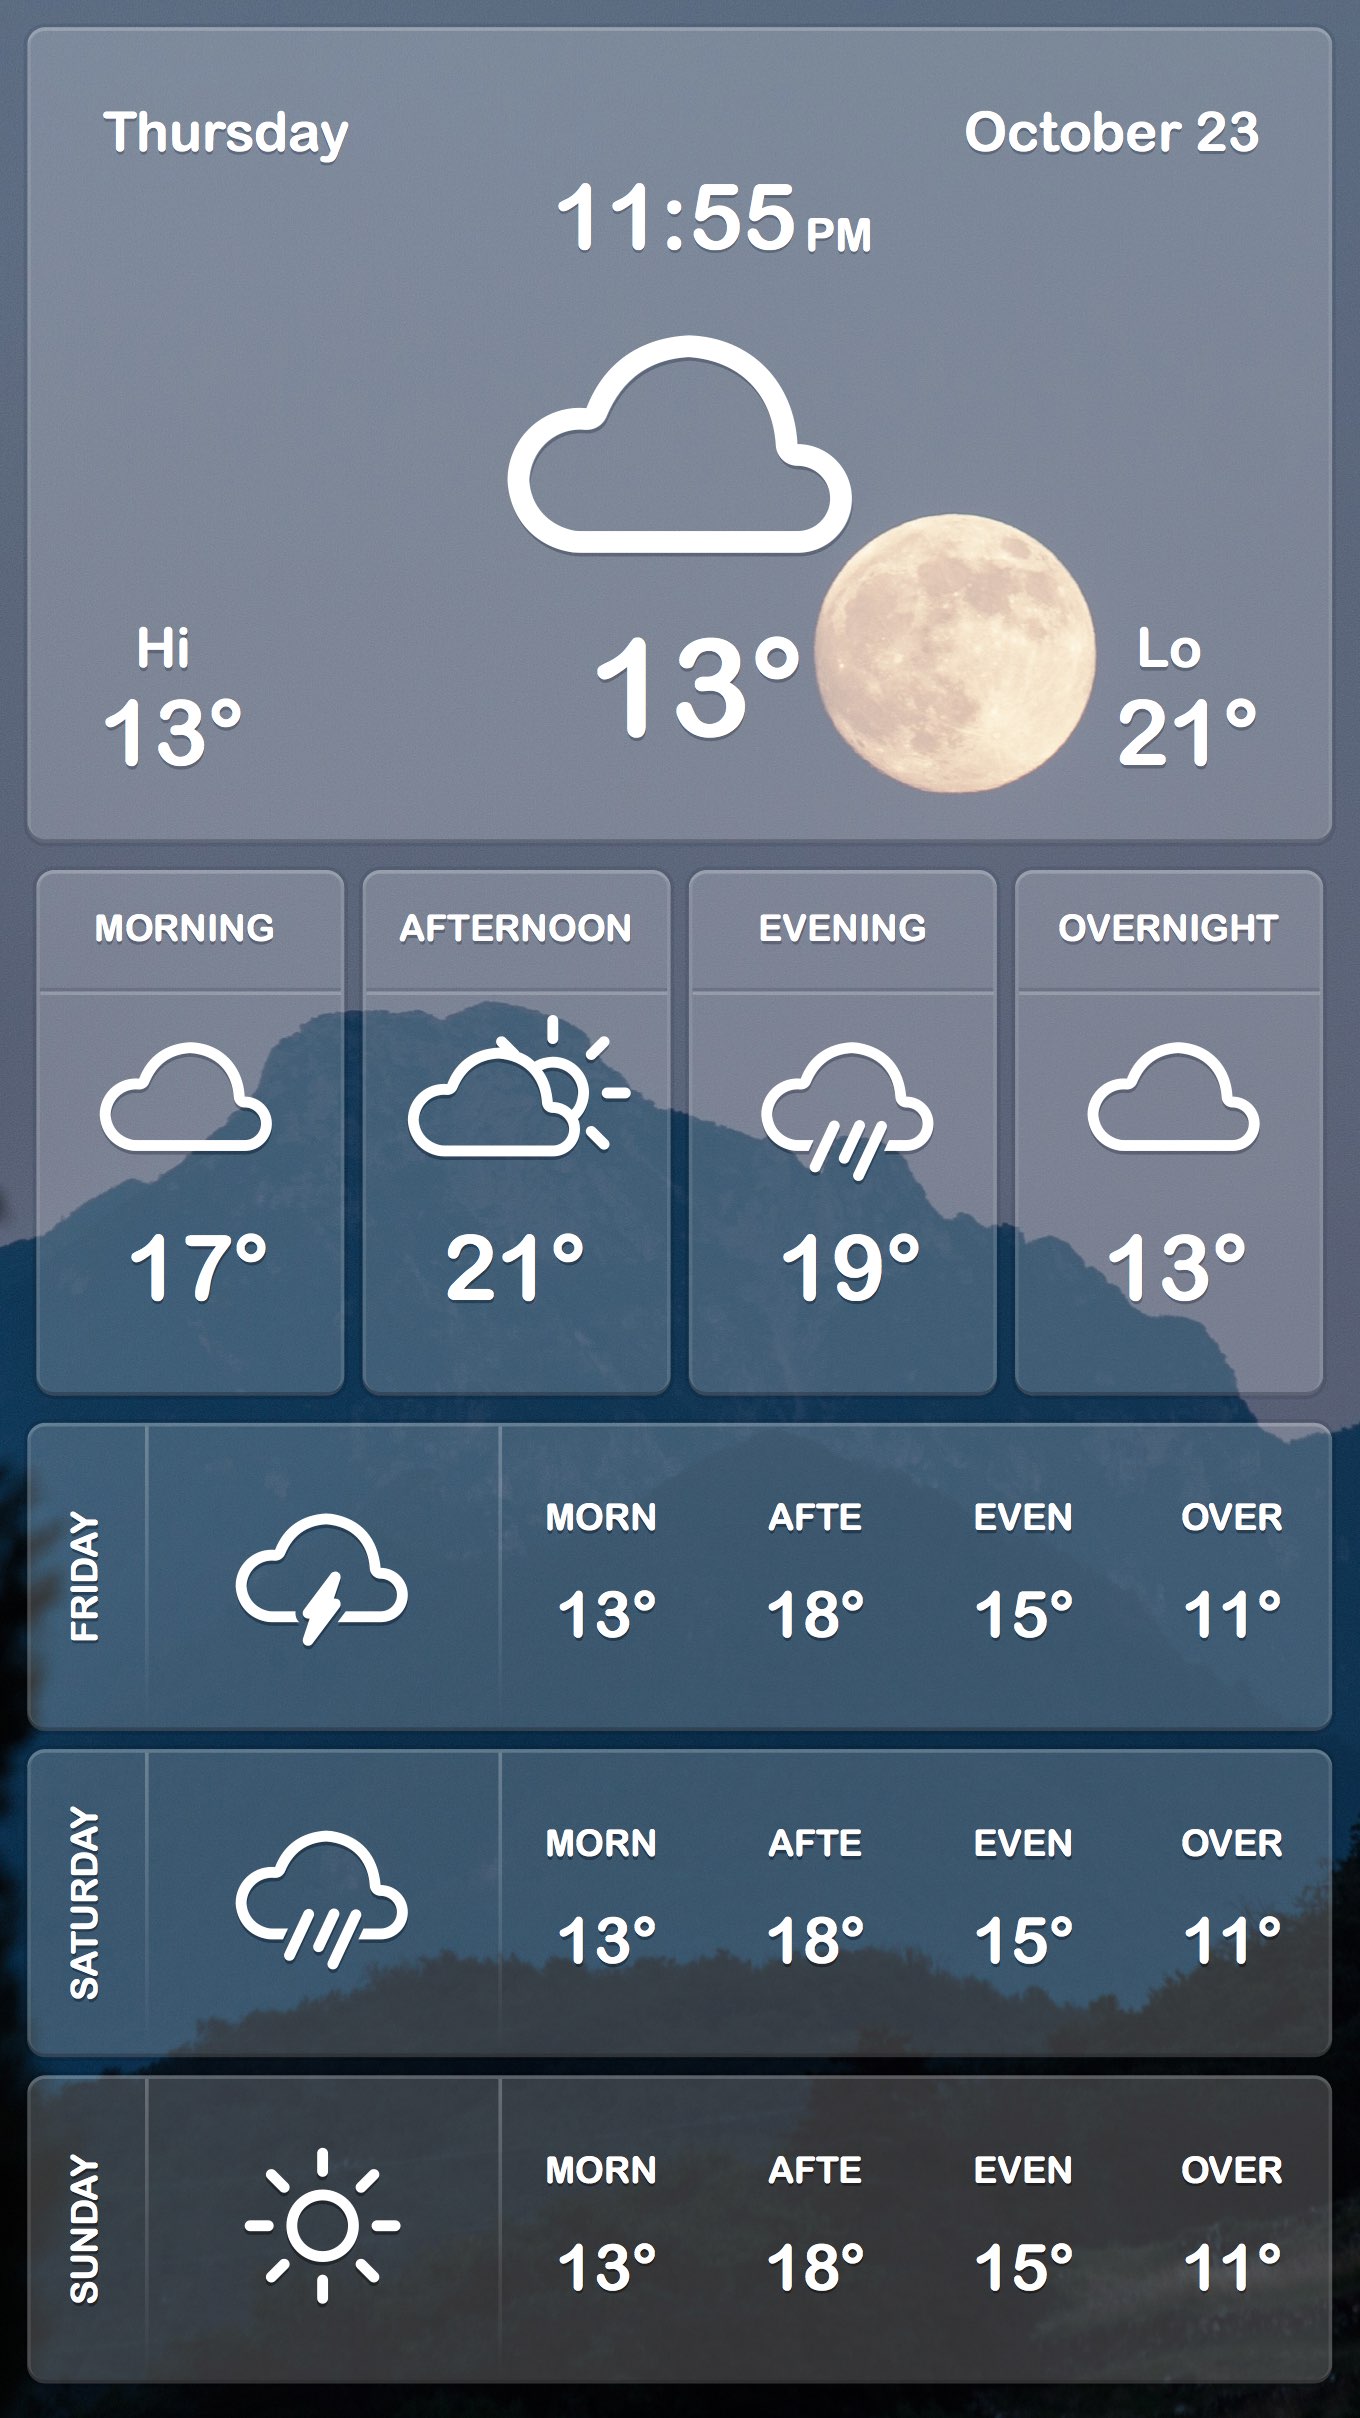 Thursday
October 23
11:55 PM
Hi
13°
13°
Lo
21°
MORNING
17°
AFTERNOON
21°
EVENING
19°
OVERNIGHT
13°
FRIDAY
MORN AFTE EVEN OVER
13° 18° 15° 11°
SATURDAY
MORN AFTE EVEN OVER
13° 18° 15° 11°
SUNDAY
MORN AFTE EVEN OVER
13° 18° 15° 11°